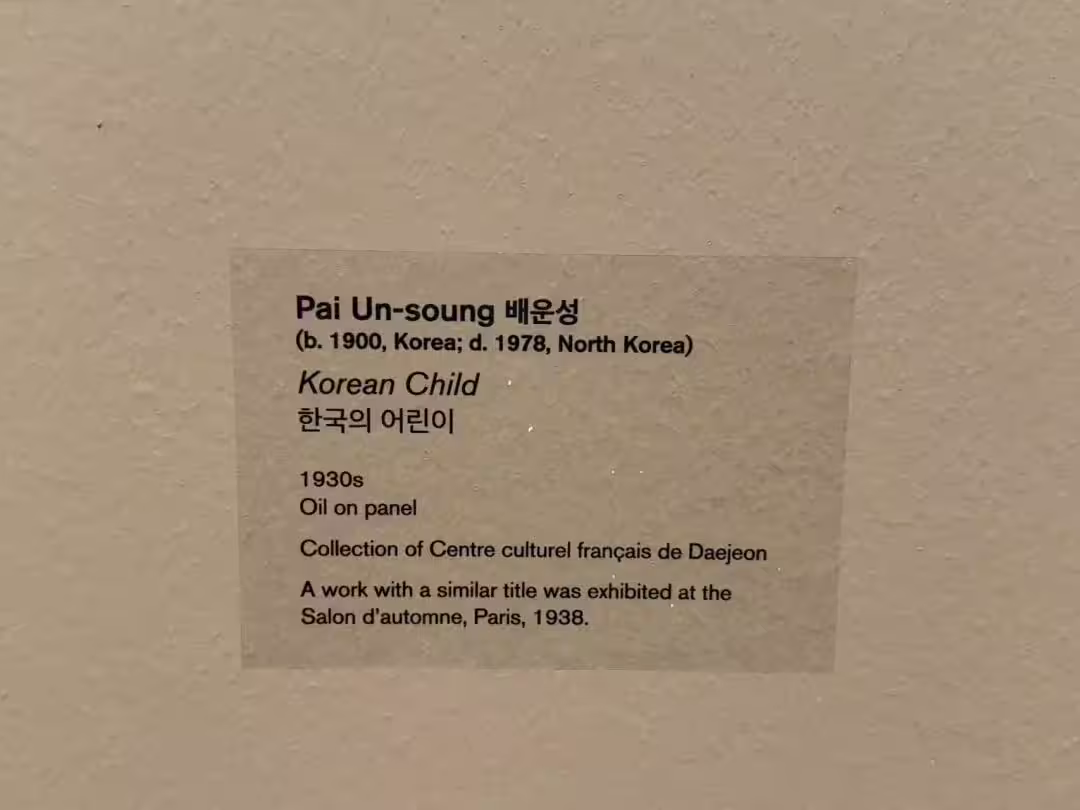 Pai Un-soung 배운성
(b. 1900, Korea; d. 1978, North Korea)
Korean Child
한국의 어린이
1930s
Oil on panel
Collection of Centre culturel français de Daejeon
A work with a similar title was exhibited at the
Salon d'automne, Paris, 1938.